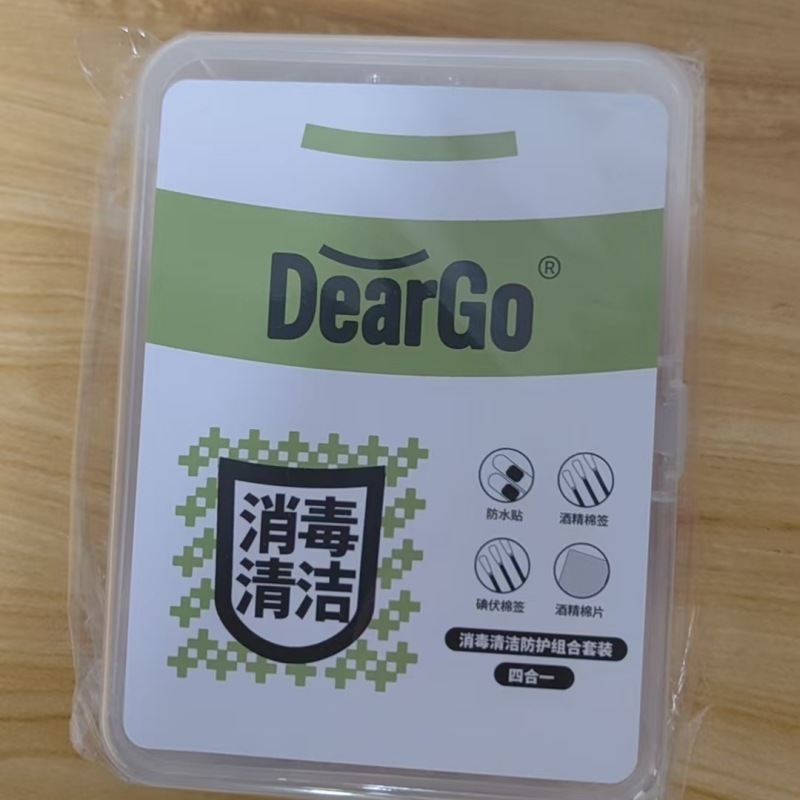 DearGo®
消毒
清洁
防水贴
酒精棉签
碘伏棉签
酒精棉片
消毒清洁防护组合套装
四合一